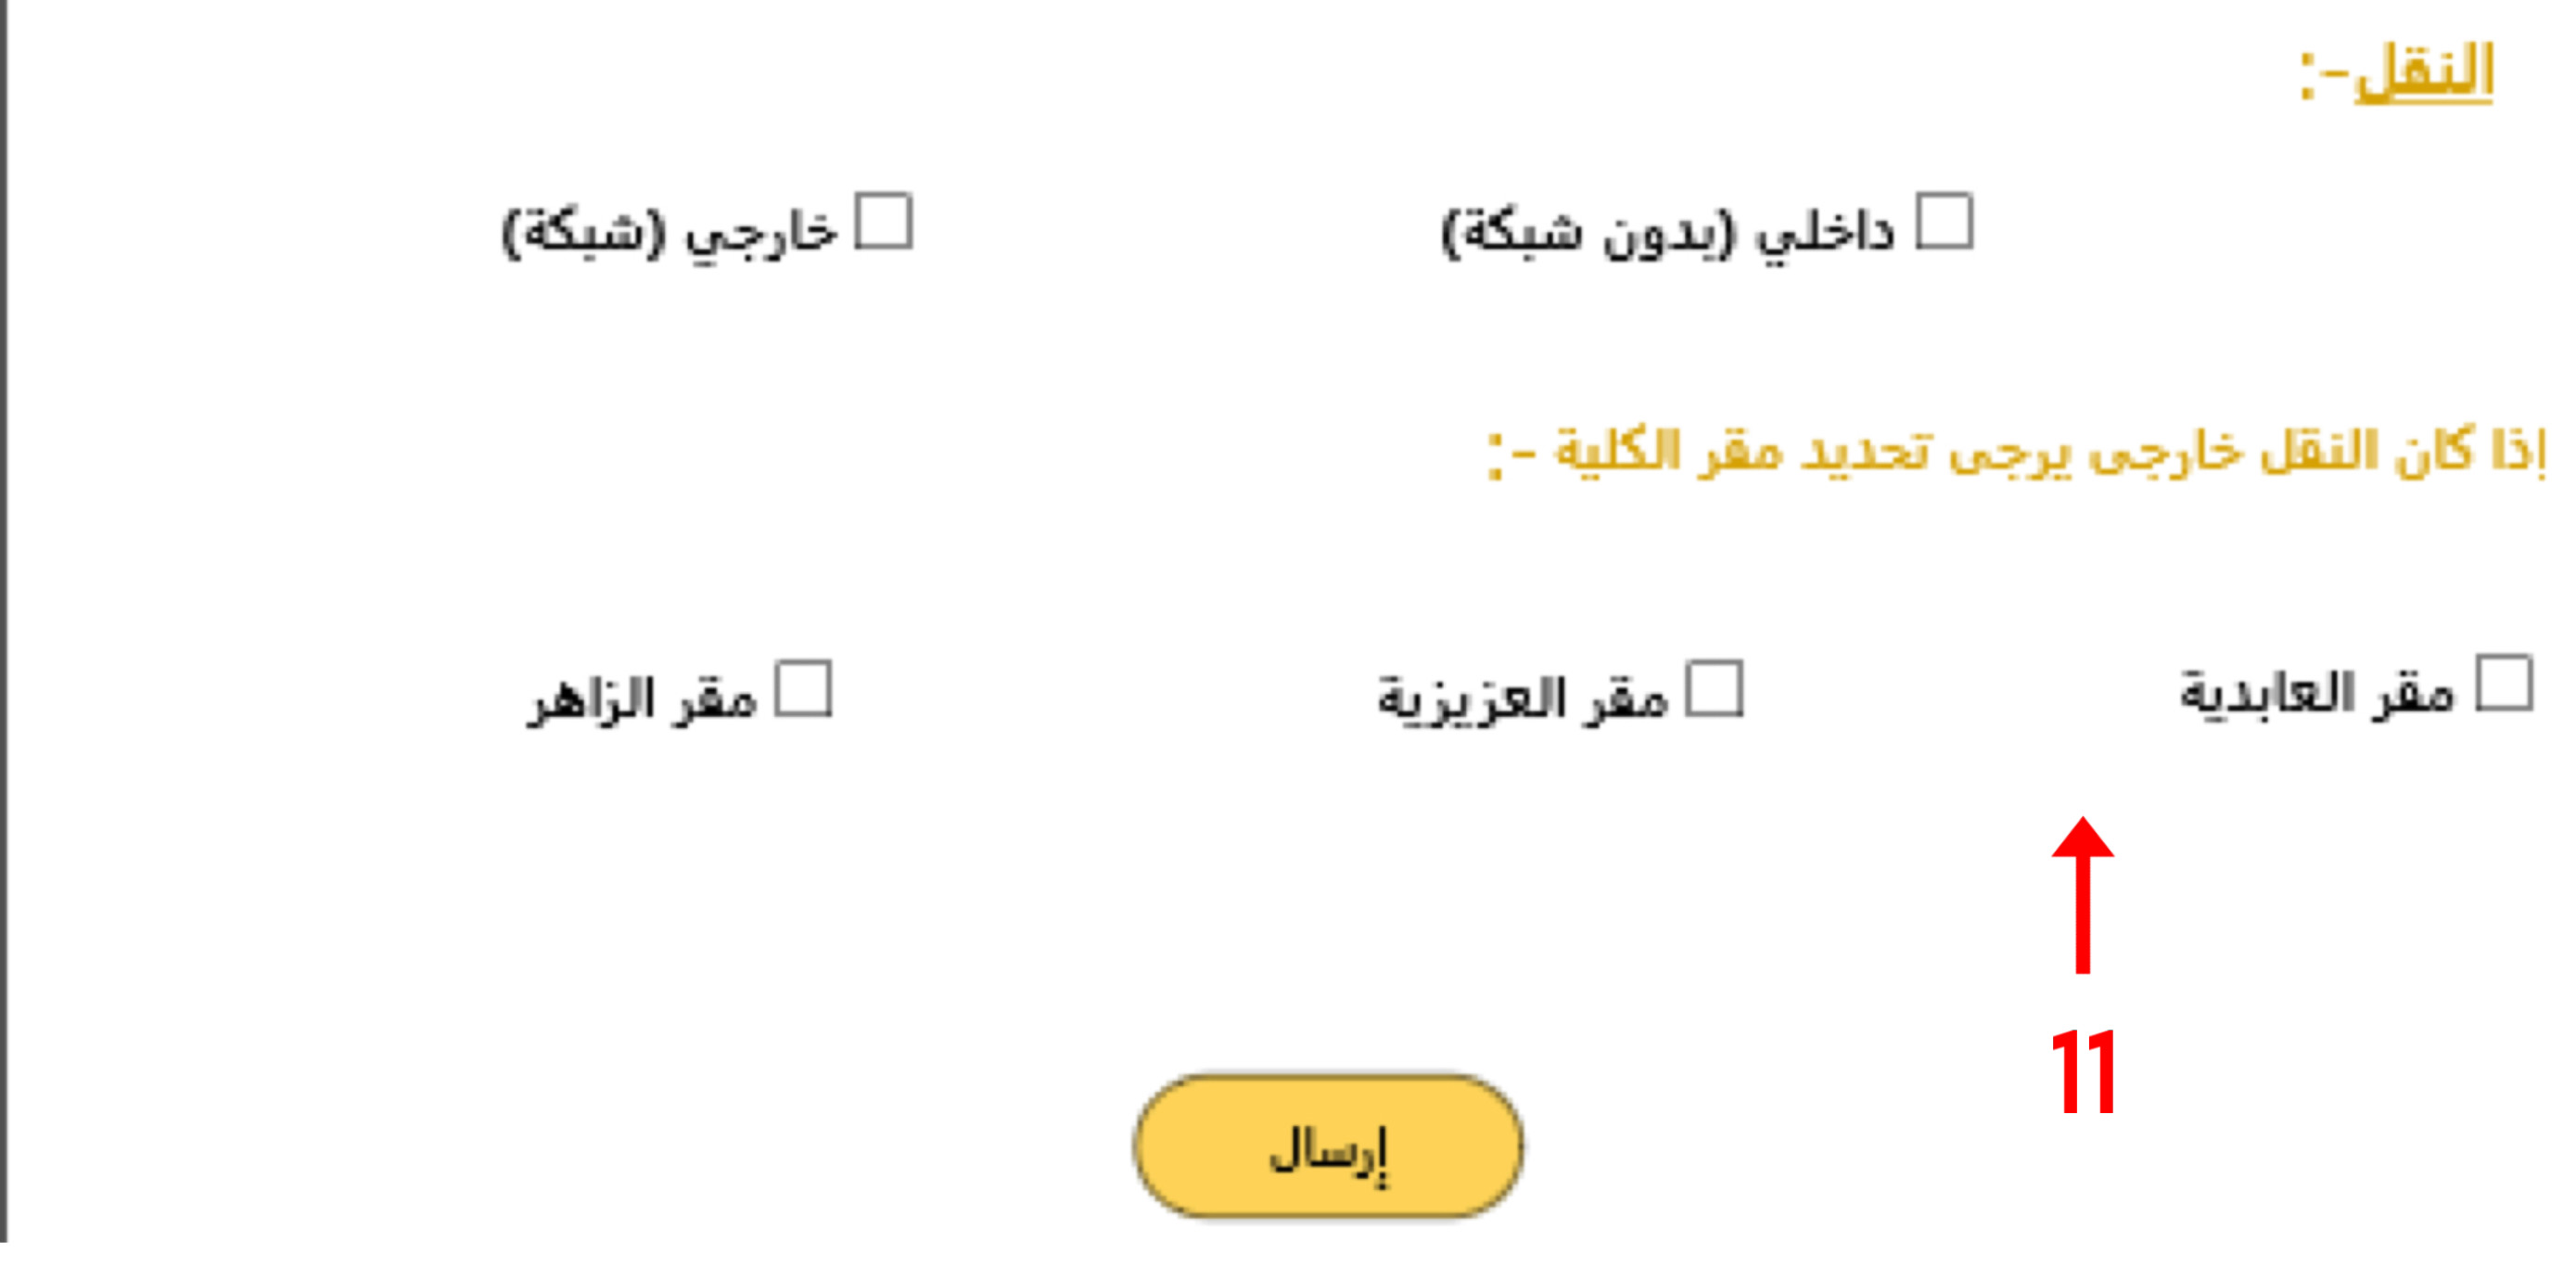 النقل-:
داخلي (بدون شبكة) خارجي (شبكة)
إذا كان النقل خارجى يرجى تحديد مقر الكلية -:
مقر العابدية مقر العزيزية مقر الزاهر
11
إرسال